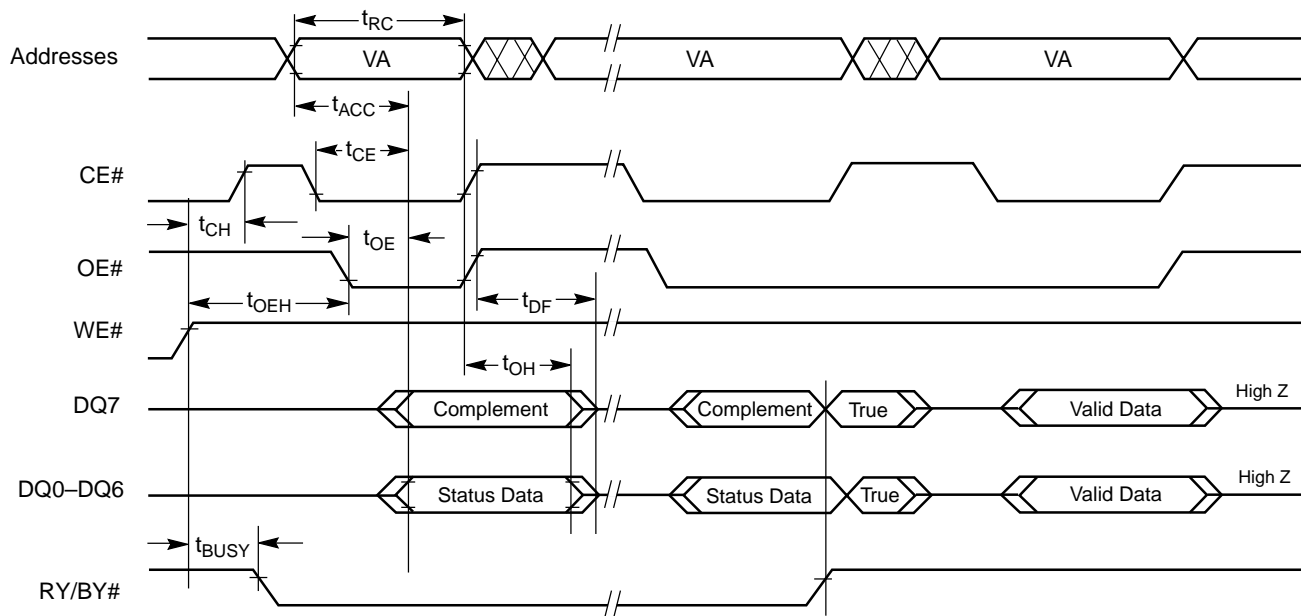 tRC
Addresses VA VA VA
tACC
tCE
CE#
tCH
tOE
OE#
tOEH
tDF
WE#
tOH
DQ7 Complement Complement True Valid Data High Z
DQ0–DQ6 Status Data Status Data True Valid Data High Z
tBUSY
RY/BY#